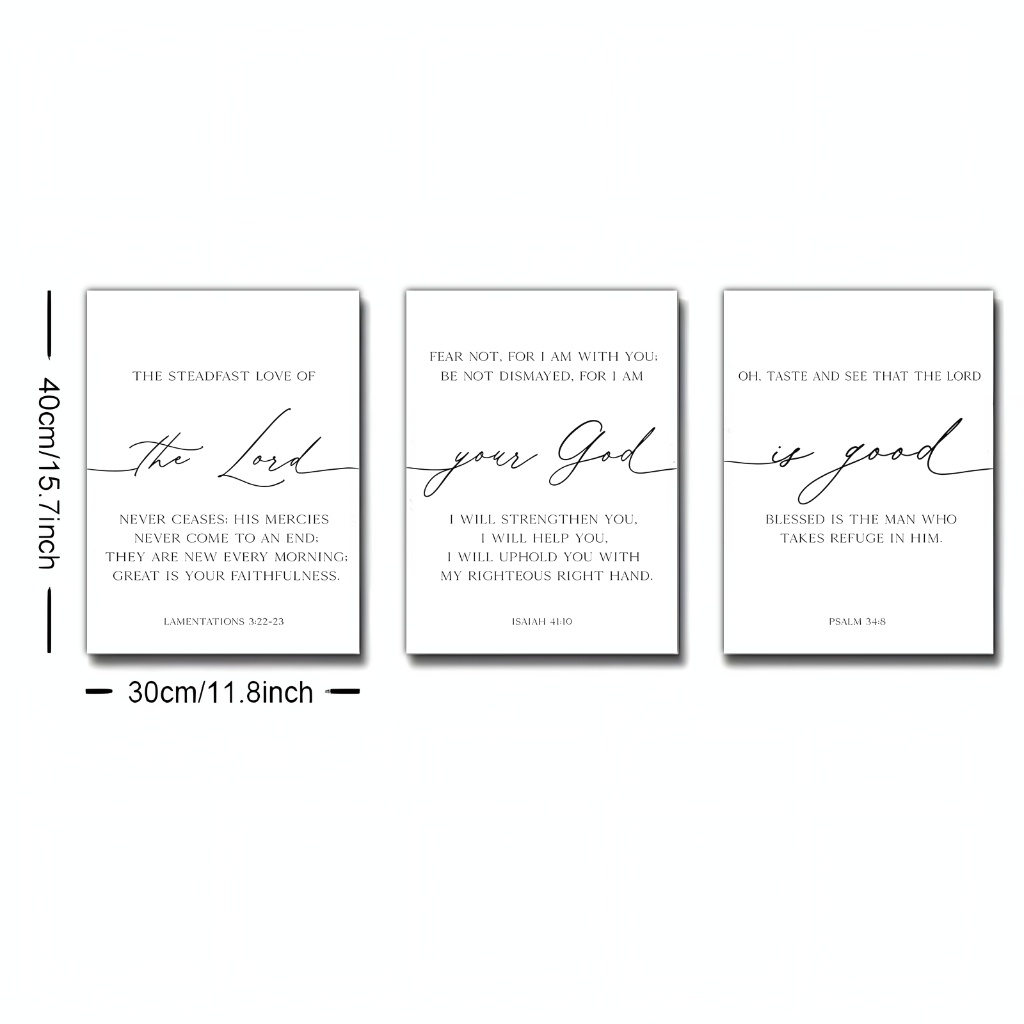 40cm/15.7inch
THE STEADFAST LOVE OF
the Lord
NEVER CEASES; HIS MERCIES
NEVER COME TO AN END;
THEY ARE NEW EVERY MORNING;
GREAT IS YOUR FAITHFULNESS.
LAMENTATIONS 3:22-23
30cm/11.8inch
FEAR NOT, FOR I AM WITH YOU;
BE NOT DISMAYED, FOR I AM
your God
I WILL STRENGTHEN YOU,
I WILL HELP YOU,
I WILL UPHOLD YOU WITH
MY RIGHTEOUS RIGHT HAND.
ISAIAH 41:10
OH, TASTE AND SEE THAT THE LORD
is good
BLESSED IS THE MAN WHO
TAKES REFUGE IN HIM.
PSALM 34:8